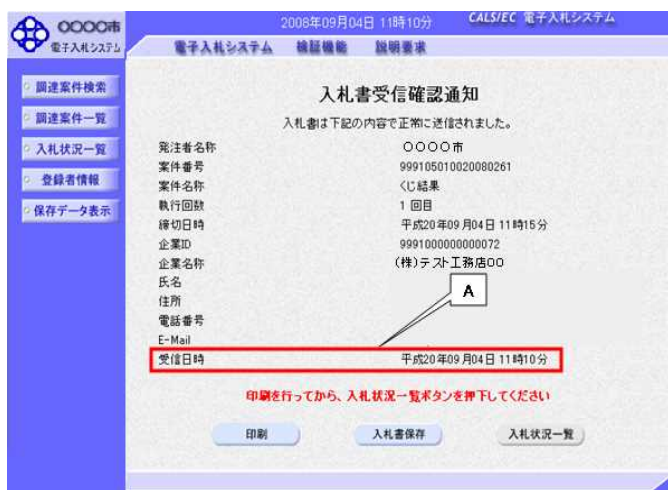 〇〇〇〇市
電子入札システム
2008年09月04日 11時10分
CALS/EC 電子入札システム
電子入札システム 検証機能 説明要求
調達案件検索
調達案件一覧
入札状況一覧
登録者情報
保存データ表示
入札書受信確認通知
入札書は下記の内容で正常に送信されました。
発注者名称 〇〇〇〇市
案件番号 999105010020080261
案件名称 くじ結果
執行回数 1 回目
締切日時 平成20年09月04日 11時15分
企業ID 9991000000000072
企業名称 (株)テスト工務店〇〇
氏名
A
住所
電話番号
E-Mail
受信日時 平成20年09月04日 11時10分
印刷を行ってから、入札状況一覧ボタンを押下してください
印刷 入札書保存 入札状況一覧